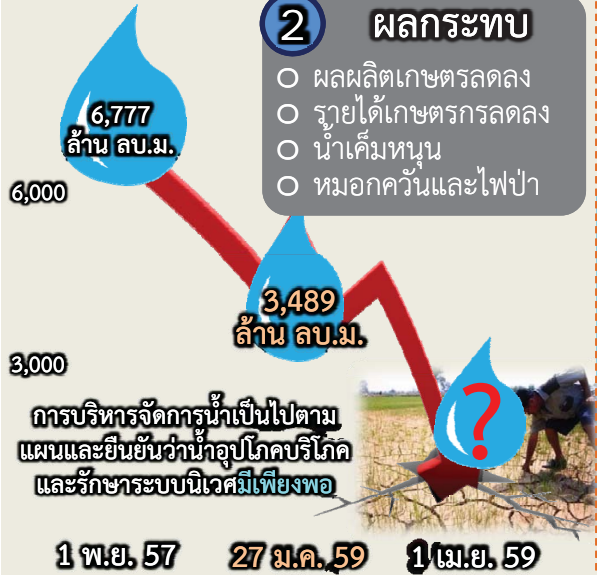 2 ผลกระทบ
ผลผลิตเกษตรลดลง
รายได้เกษตรกรลดลง
น้ำเค็มหนุน
หมอกควันและไฟป่า
6,777
ล้าน ลบ.ม.
6,000
3,489
ล้าน ลบ.ม.
3,000
?
การบริหารจัดการน้ำเป็นไปตาม
แผนและยืนยันว่าน้ำอุปโภคบริโภค
และรักษาระบบนิเวศมีเพียงพอ
1 พ.ย. 57 27 ม.ค. 59 1 เม.ย. 59